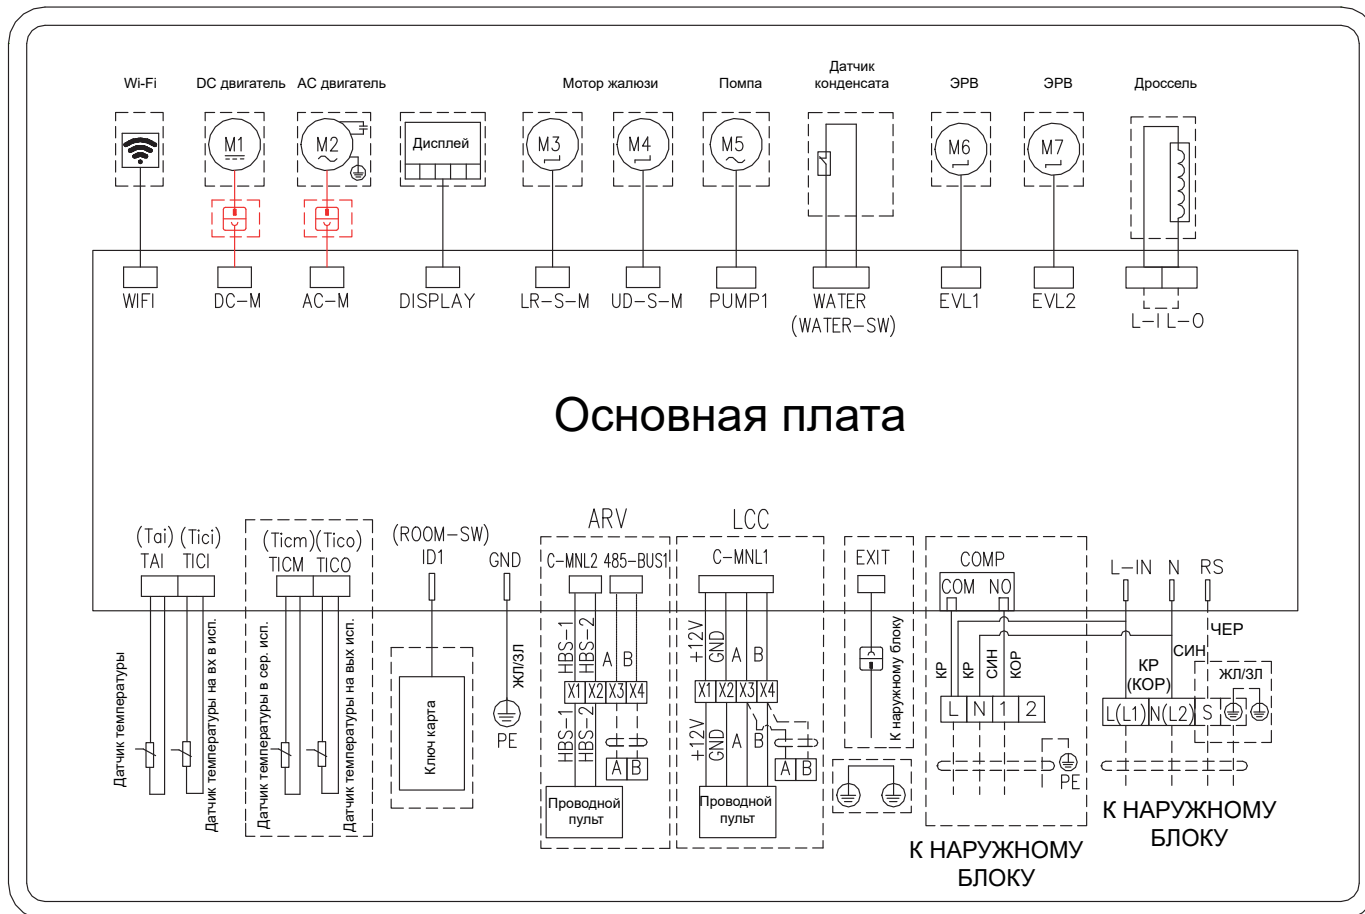 Wi-Fi
DC двигатель
AC двигатель
Мотор жалюзи
Помпа
Датчик
конденсата
ЭРВ
ЭРВ
Дроссель
M1
M2
Дисплей
M3
M4
M5
M6
M7
WIFI
DC-M
AC-M
DISPLAY
LR-S-M
UD-S-M
PUMP1
WATER
(WATER-SW)
EVL1
EVL2
L-I
L-O
Основная плата
(Tai)
TAI
(Tici)
TICI
(Ticm)
TICM
(Tico)
TICO
(ROOM-SW)
ID1
GND
ARV
C-MNL2
485-BUS1
LCC
C-MNL1
EXIT
COMP
COM
NO
L-IN
N
RS
Датчик температуры
Датчик температуры на вх в исп.
Датчик температуры в сер. исп.
Датчик температуры на вых исп.
Ключ карта
ЖЛ/ЗЛ
PE
HBS-1
HBS-2
A
B
X1
X2
X3
X4
HBS-1
HBS-2
A
B
Проводной
пульт
+12V
GND
A
B
X1
X2
X3
X4
+12V
GND
A
B
A
B
Проводной
пульт
К наружному блоку
КР
КР
СИН
КОР
L
N
1
2
PE
К НАРУЖНОМУ
БЛОКУ
ЧЕР
СИН
КР
(КОР)
ЖЛ/ЗЛ
L(L1)
N(L2)
S
К НАРУЖНОМУ
БЛОКУ